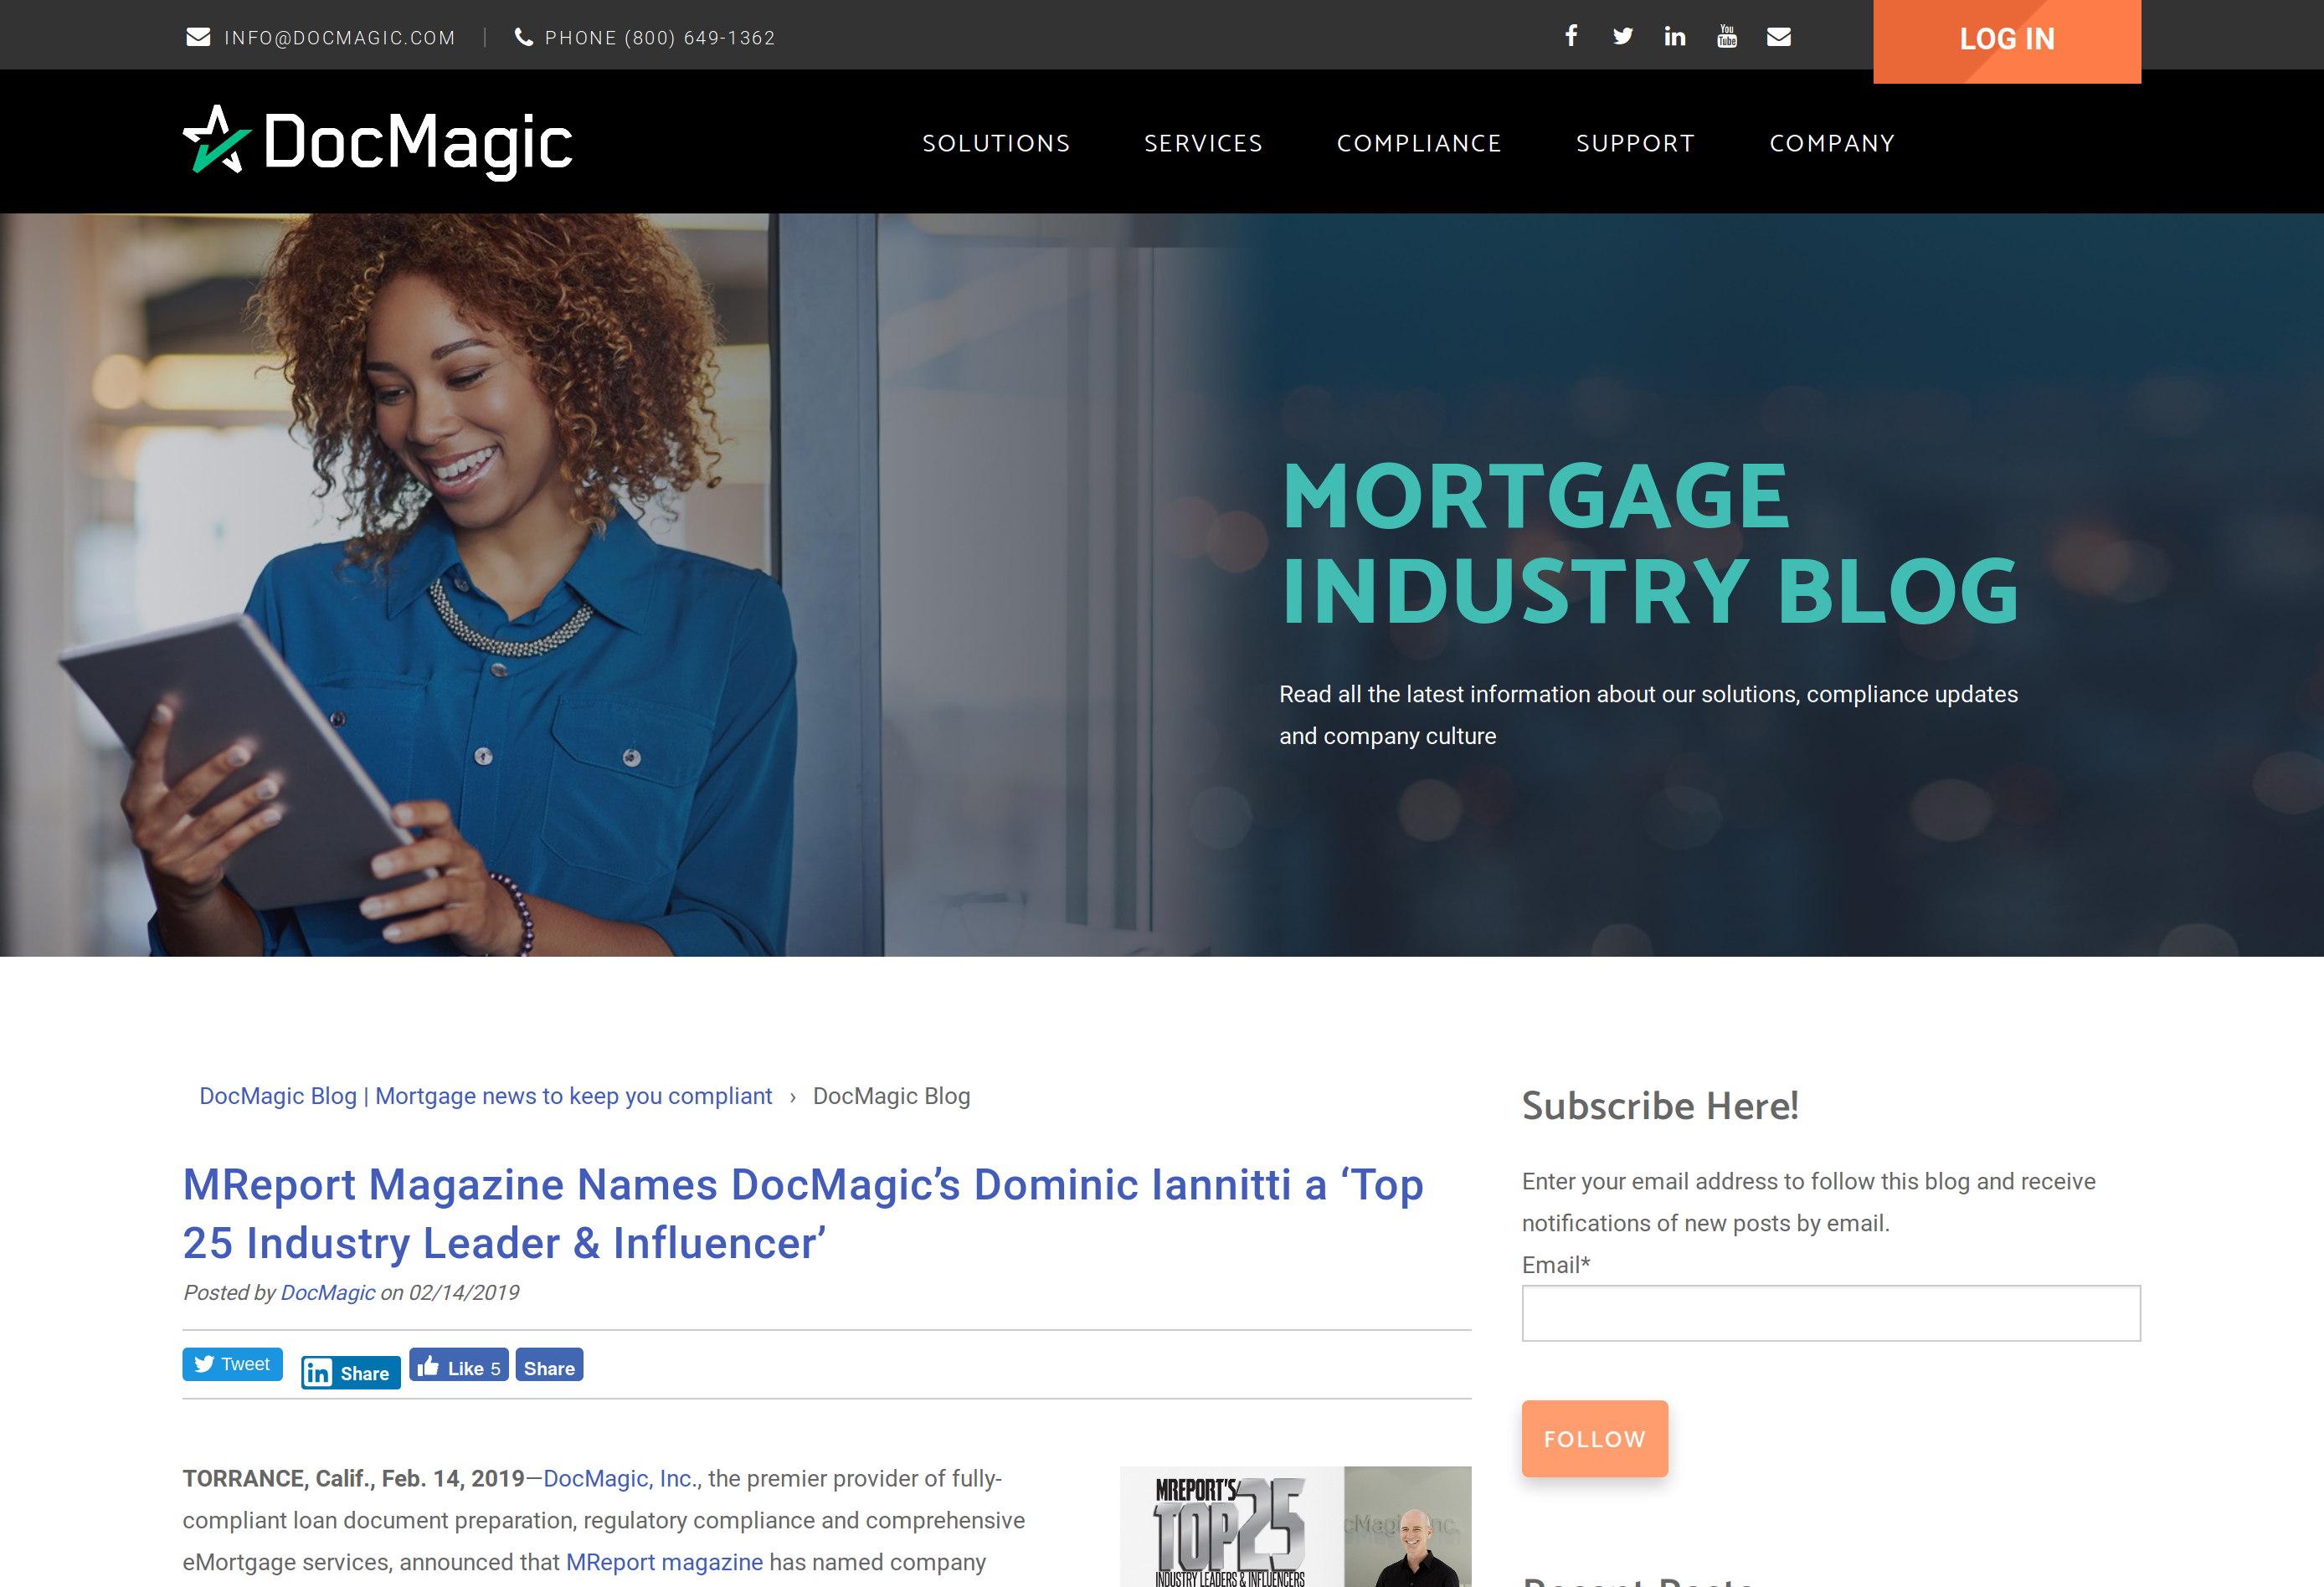 INFO@DOCMAGIC.COM | PHONE (800) 649-1362
You Tube
LOG IN
DocMagic
SOLUTIONS SERVICES COMPLIANCE SUPPORT COMPANY
MORTGAGE
INDUSTRY BLOG
Read all the latest information about our solutions, compliance updates
and company culture
DocMagic Blog | Mortgage news to keep you compliant › DocMagic Blog
MReport Magazine Names DocMagic’s Dominic Iannitti a ‘Top
25 Industry Leader & Influencer’
Posted by DocMagic on 02/14/2019
Tweet
in Share
Like 5
Share
TORRANCE, Calif., Feb. 14, 2019—DocMagic, Inc., the premier provider of fully-
compliant loan document preparation, regulatory compliance and comprehensive
eMortgage services, announced that MReport magazine has named company
MREPORT'S
TOP 25
INDUSTRY LEADERS & INFLUENCERS
Subscribe Here!
Enter your email address to follow this blog and receive
notifications of new posts by email.
Email*
FOLLOW